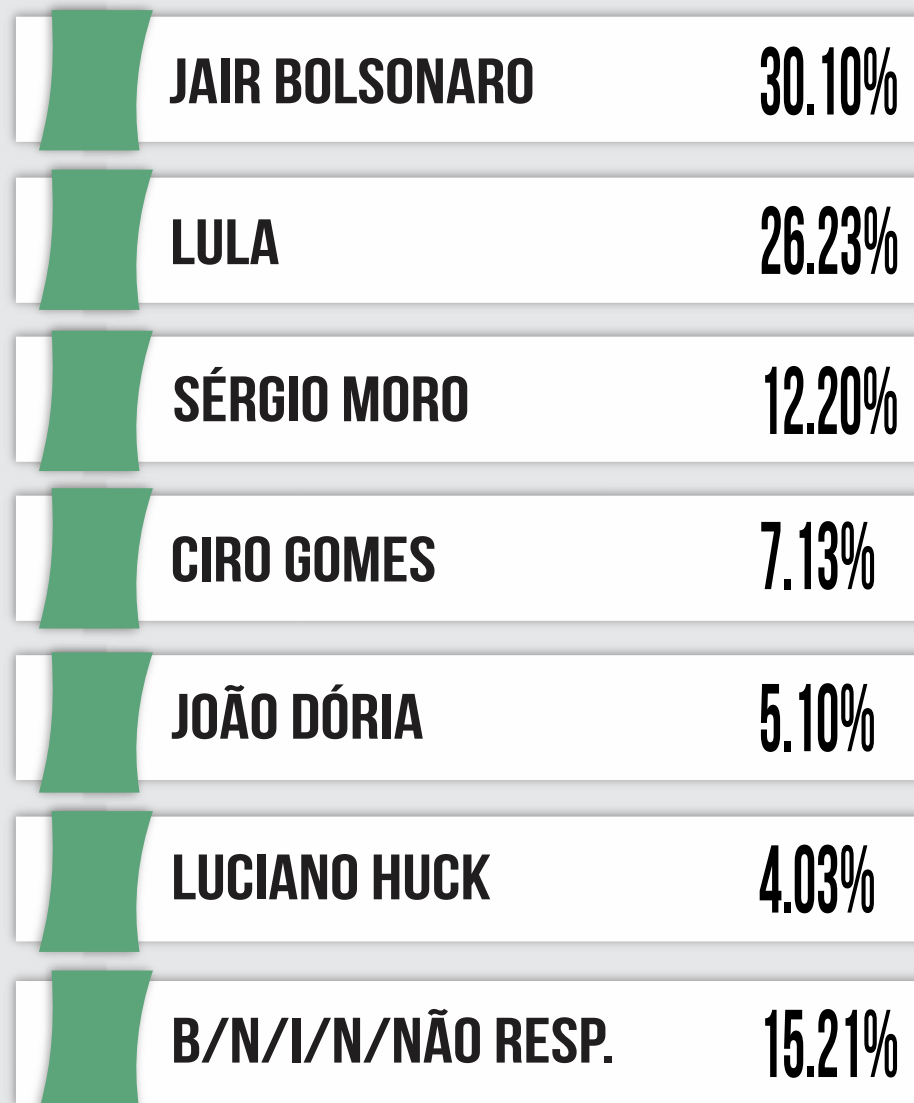 JAIR BOLSONARO 30.10%
LULA 26.23%
SÉRGIO MORO 12.20%
CIRO GOMES 7.13%
JOÃO DÓRIA 5.10%
LUCIANO HUCK 4.03%
B/N/I/N/NÃO RESP. 15.21%